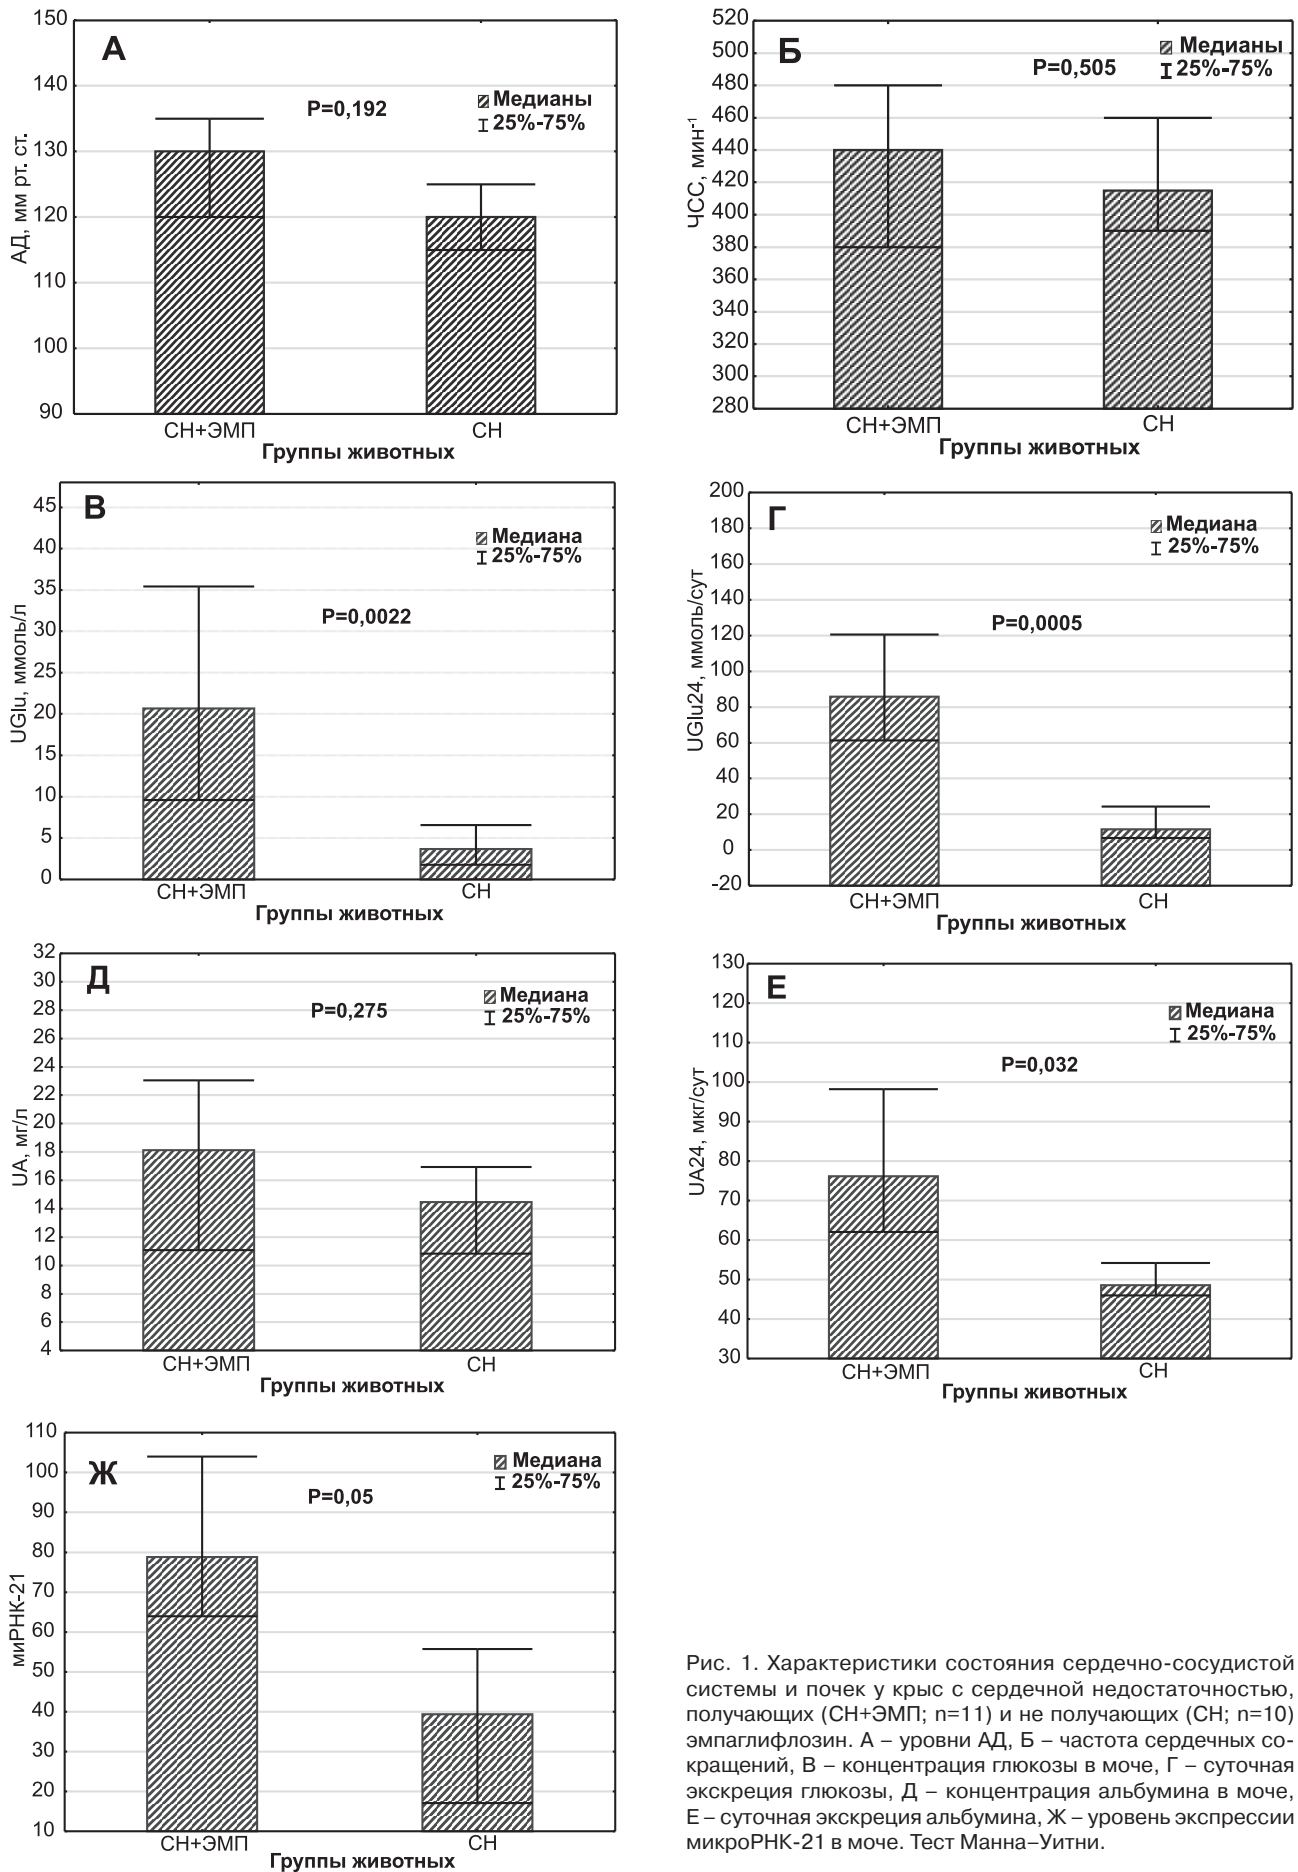 А
150
140
130
120
110
100
90
АД, мм рт. ст.
P=0,192
Медианы
25%-75%
СН+ЭМП
СН
Группы животных
Б
520
500
480
460
440
420
400
380
360
340
320
300
280
ЧСС, мин-1
P=0,505
Медианы
25%-75%
СН+ЭМП
СН
Группы животных
В
45
40
35
30
25
20
15
10
5
0
UGlu, ммоль/л
P=0,0022
Медиана
25%-75%
СН+ЭМП
СН
Группы животных
Г
200
180
160
140
120
100
80
60
40
20
0
-20
UGlu24, ммоль/сут
P=0,0005
Медиана
25%-75%
СН+ЭМП
СН
Группы животных
Д
32
30
28
26
24
22
20
18
16
14
12
10
8
6
4
UA, мг/л
P=0,275
Медиана
25%-75%
СН+ЭМП
СН
Группы животных
Е
130
120
110
100
90
80
70
60
50
40
30
UA24, мкг/сут
P=0,032
Медиана
25%-75%
СН+ЭМП
СН
Группы животных
Ж
110
100
90
80
70
60
50
40
30
20
10
миРНК-21
P=0,05
Медиана
25%-75%
СН+ЭМП
СН
Группы животных
Рис. 1. Характеристики состояния сердечно-сосудистой
системы и почек у крыс с сердечной недостаточностью,
получающих (СН+ЭМП; n=11) и не получающих (СН; n=10)
эмпаглифлозин. А – уровни АД, Б – частота сердечных со-
кращений, В – концентрация глюкозы в моче, Г – суточная
экскреция глюкозы, Д – концентрация альбумина в моче,
Е – суточная экскреция альбумина, Ж – уровень экспрессии
микроРНК-21 в моче. Тест Манна–Уитни.